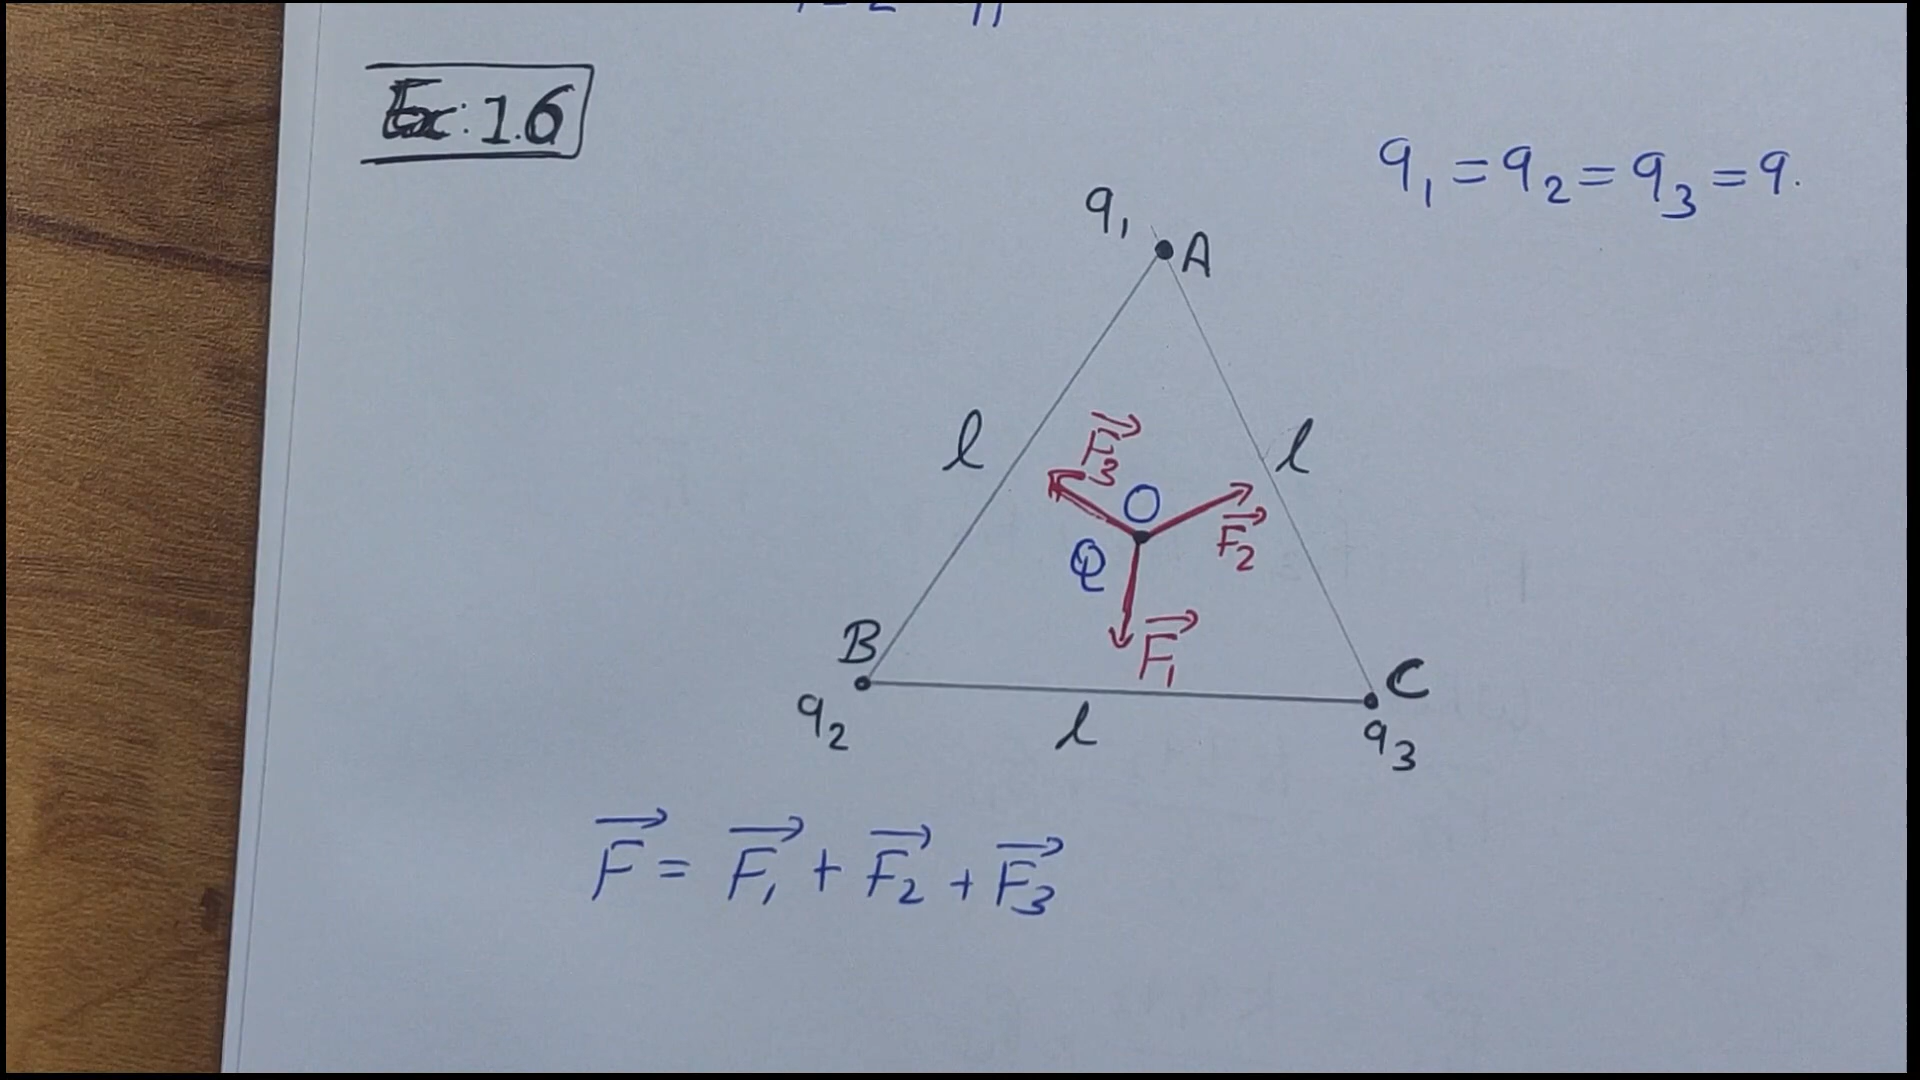 Ex: 1.6
q₁ = q₂ = q₃ = q.
q₁
A
l
l
F₃
O
F₂
Q
F₁
B
C
q₂
l
q₃
F = F₁ + F₂ + F₃